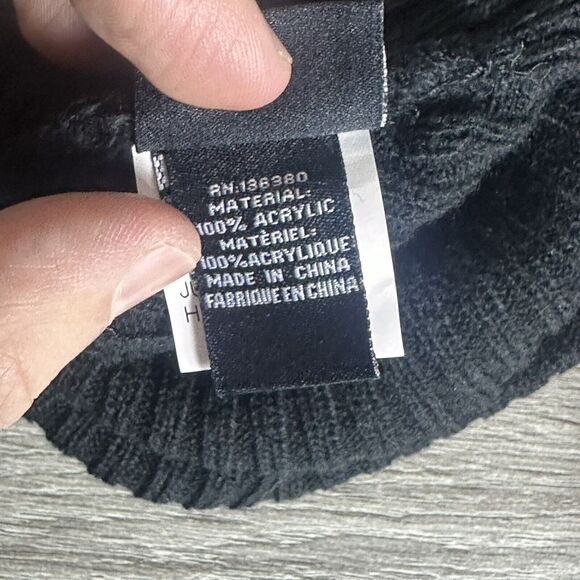 RN:136380
MATERIAL:
100% ACRYLIC
MATÉRIEL:
100%ACRYLIQUE
MADE IN CHINA
FABRIQUE EN CHINA